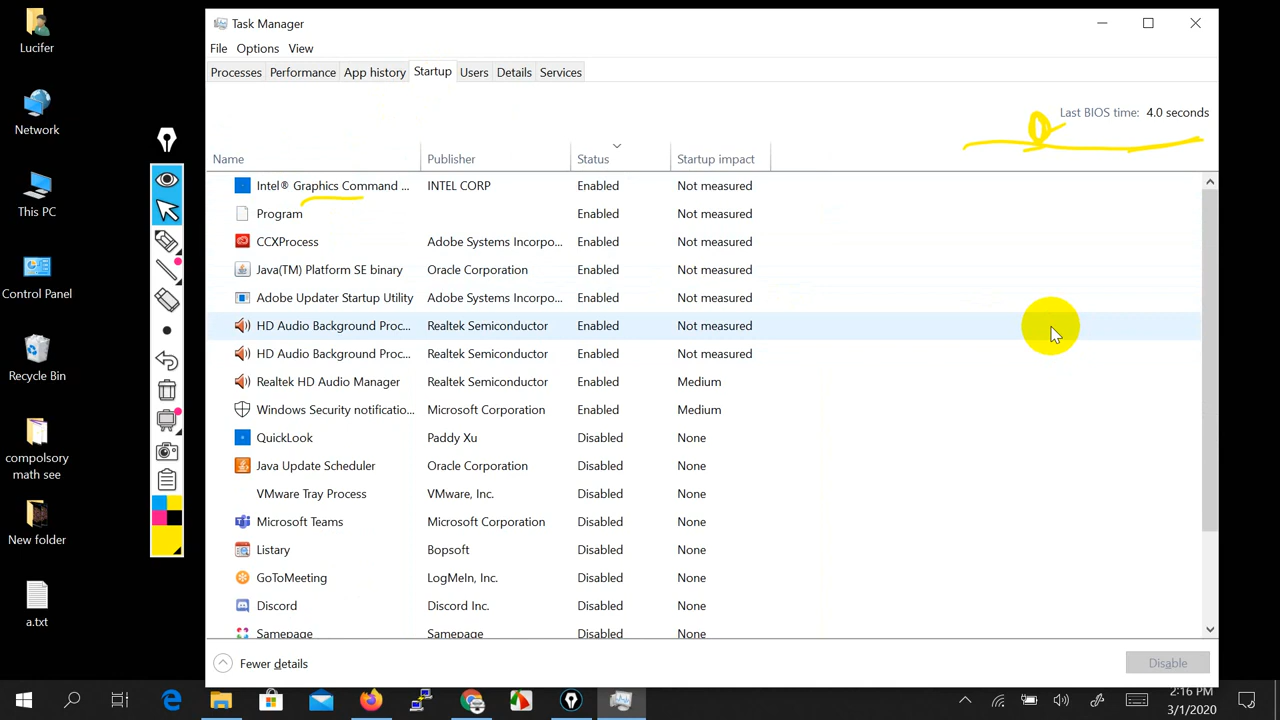 Lucifer
Network
This PC
Control Panel
Recycle Bin
compolsory
math see
New folder
a.txt
Task Manager
File Options View
Processes Performance App history Startup Users Details Services
Last BIOS time: 4.0 seconds
Name Publisher Status Startup impact
Intel® Graphics Command ... INTEL CORP Enabled Not measured
Program Enabled Not measured
CCXProcess Adobe Systems Incorpo... Enabled Not measured
Java(TM) Platform SE binary Oracle Corporation Enabled Not measured
Adobe Updater Startup Utility Adobe Systems Incorpo... Enabled Not measured
HD Audio Background Proc... Realtek Semiconductor Enabled Not measured
HD Audio Background Proc... Realtek Semiconductor Enabled Not measured
Realtek HD Audio Manager Realtek Semiconductor Enabled Medium
Windows Security notificatio... Microsoft Corporation Enabled Medium
QuickLook Paddy Xu Disabled None
Java Update Scheduler Oracle Corporation Disabled None
VMware Tray Process VMware, Inc. Disabled None
Microsoft Teams Microsoft Corporation Disabled None
Listary Bopsoft Disabled None
GoToMeeting LogMeIn, Inc. Disabled None
Discord Discord Inc. Disabled None
Samepage Samepage Disabled None
Fewer details Disable
2:16 PM
3/1/2020